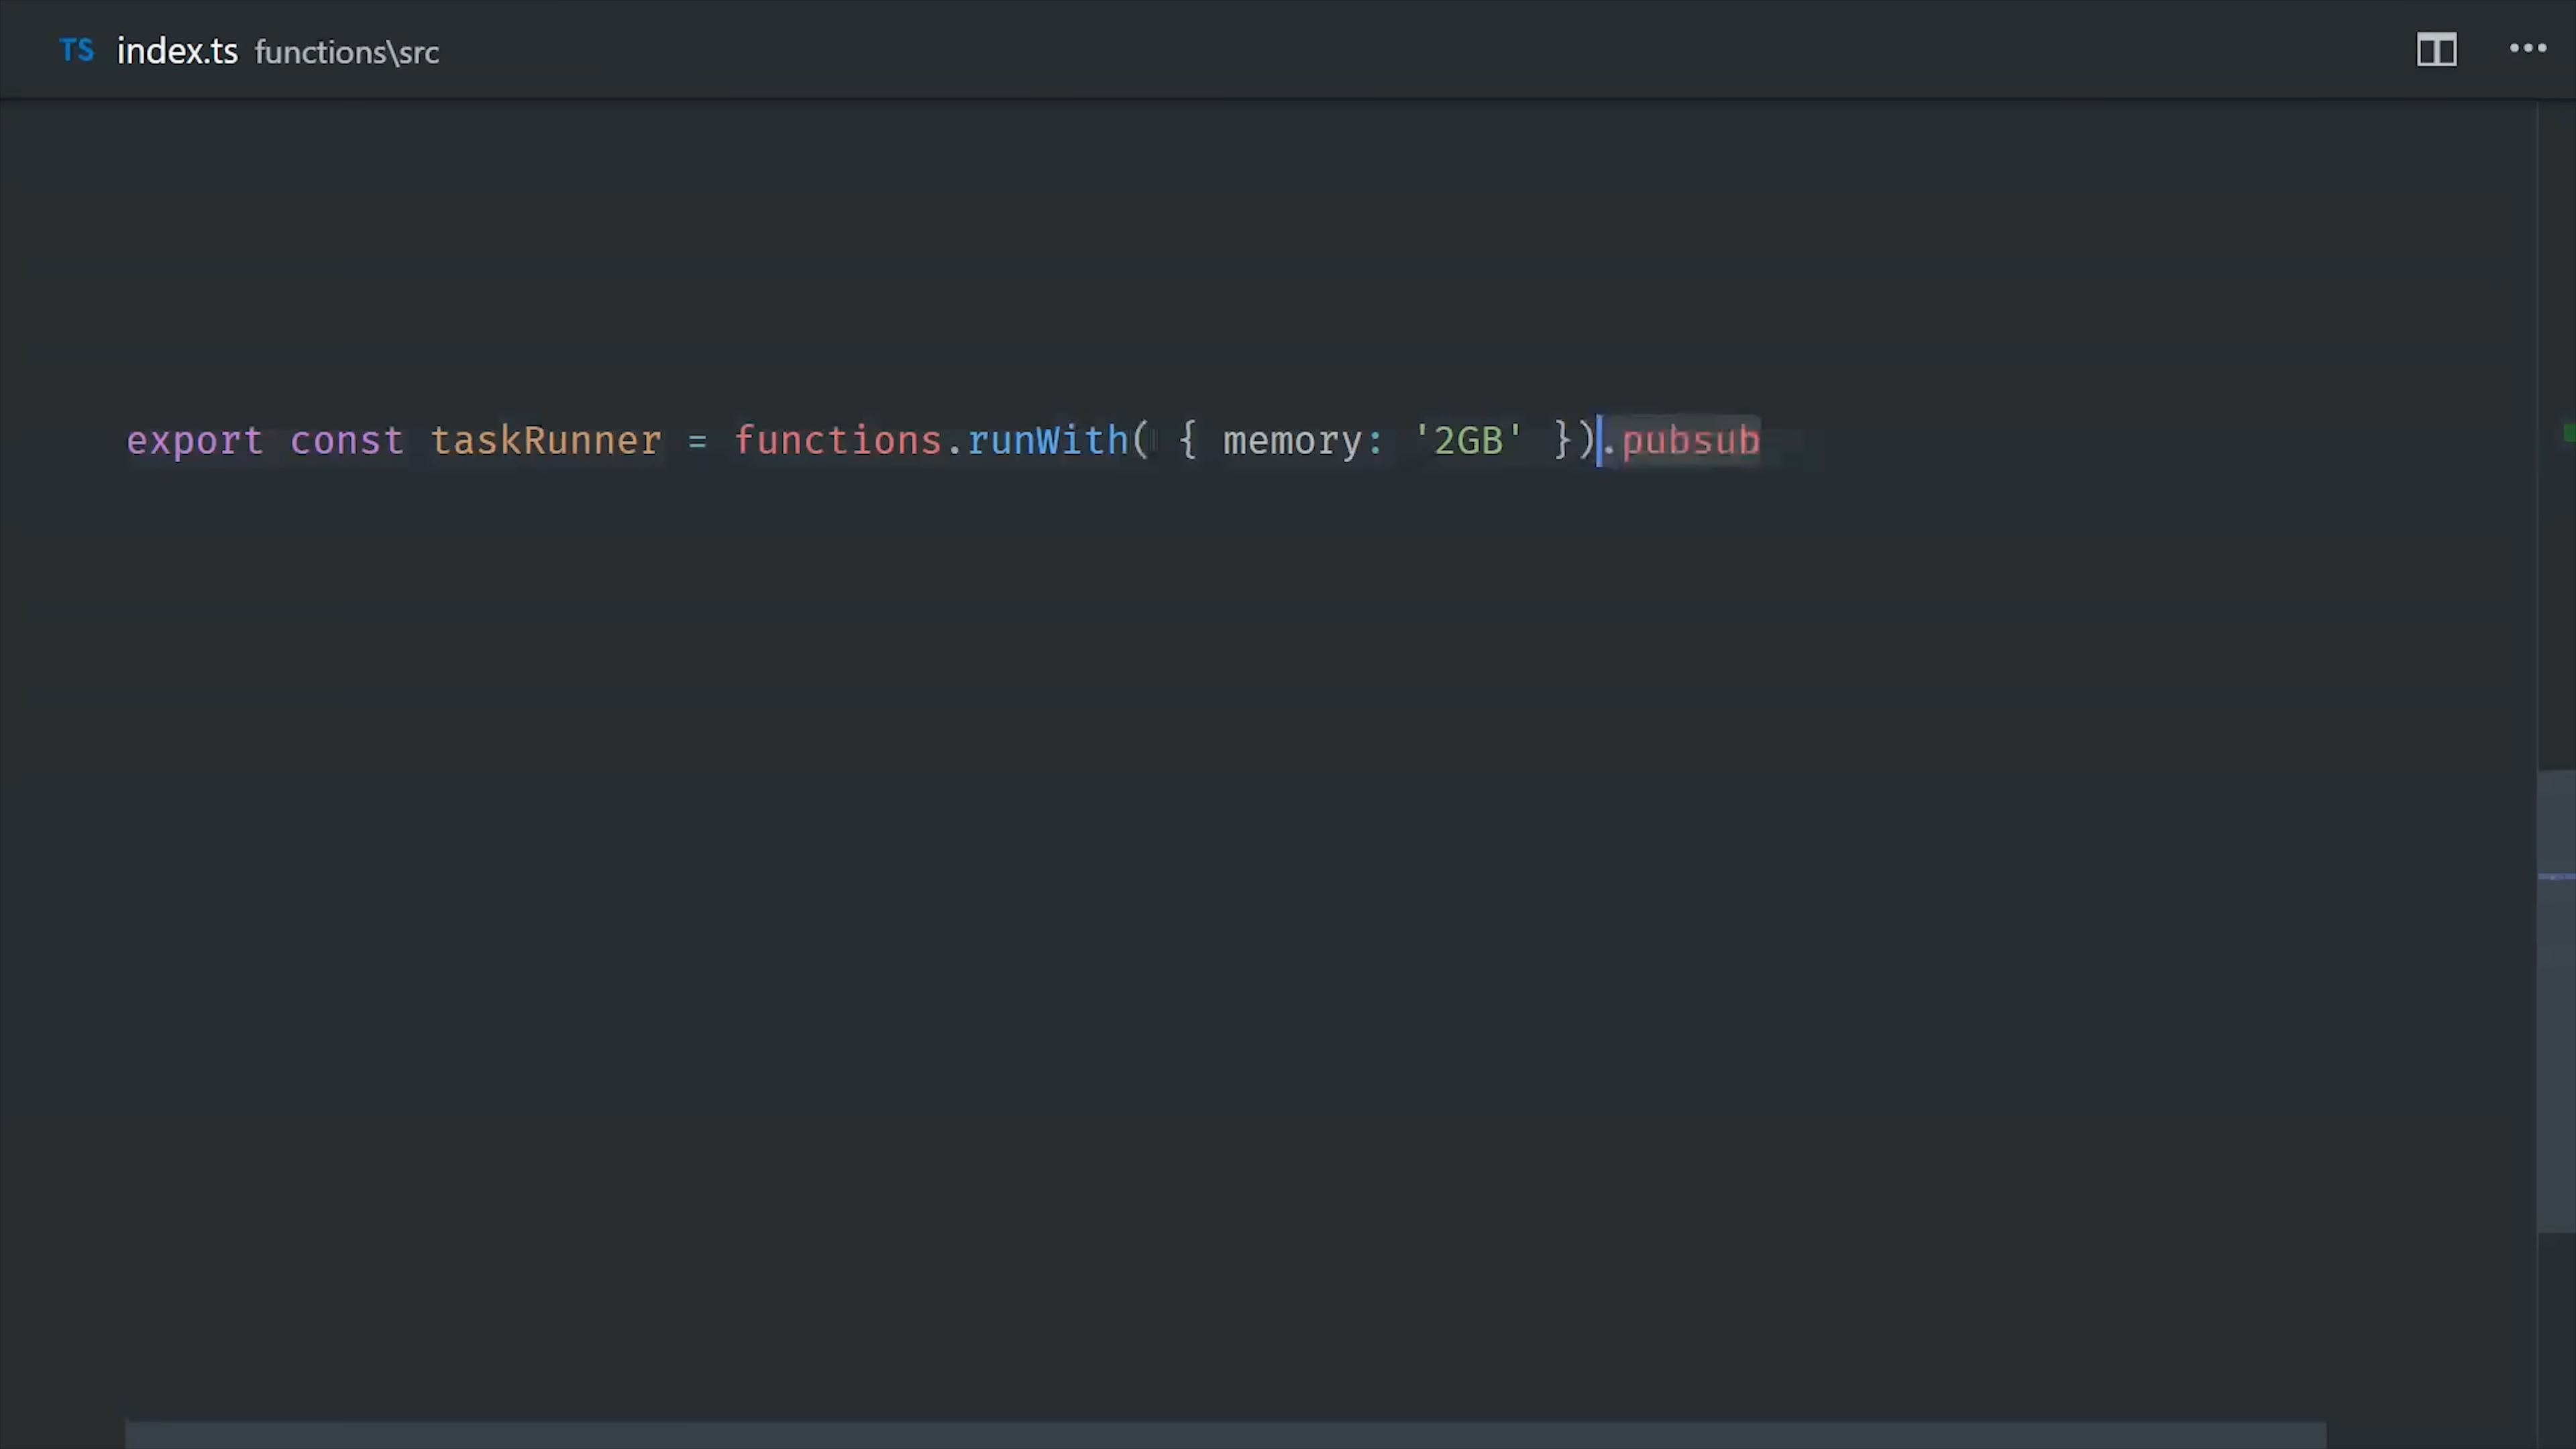 TS index.ts functions\src
export const taskRunner = functions.runWith( { memory: '2GB' }).pubsub